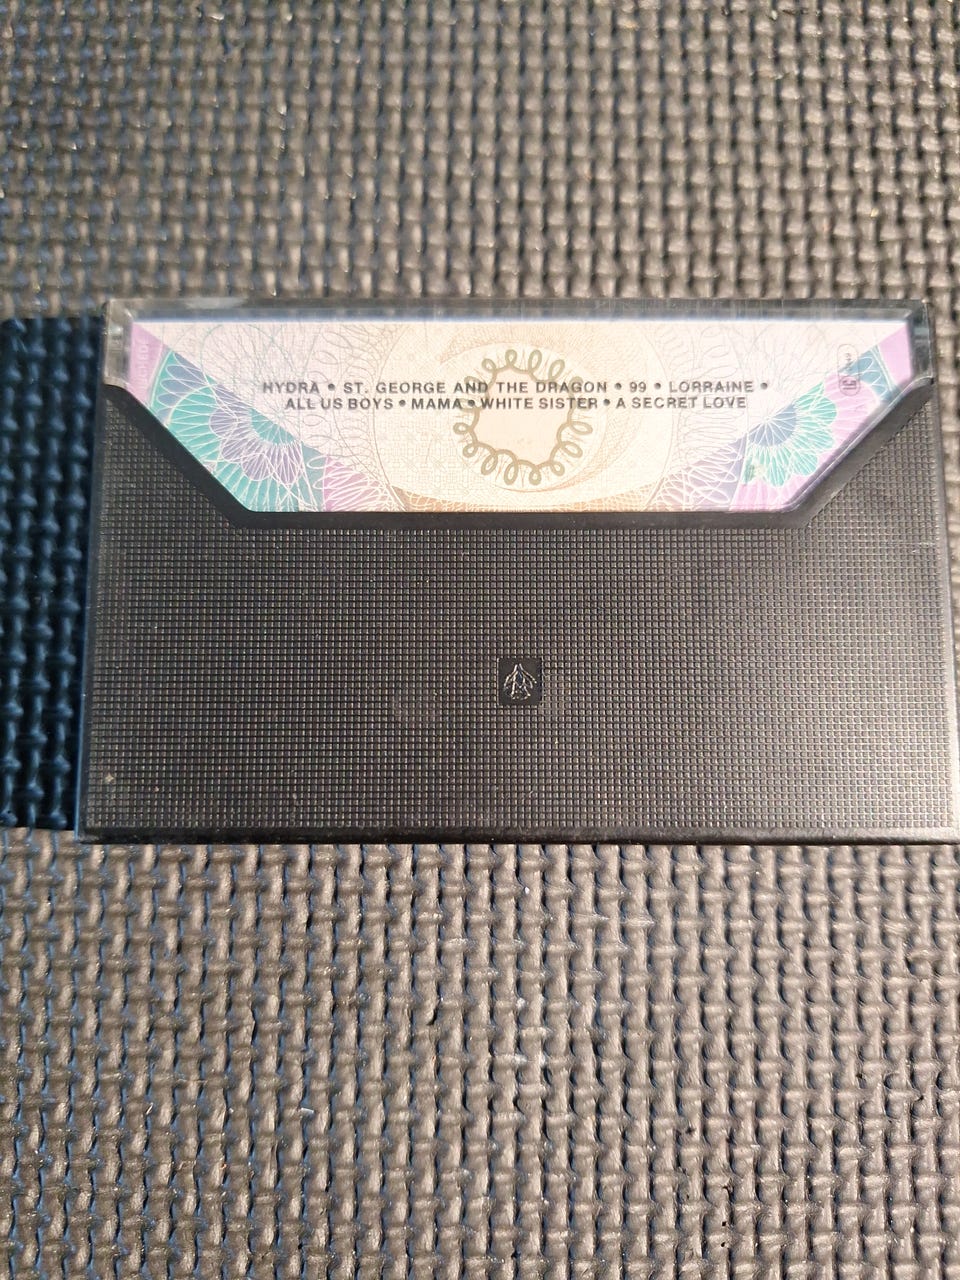 HYDRA • ST. GEORGE AND THE DRAGON • 99 • LORRAINE •
ALL US BOYS • MAMA • WHITE SISTER • A SECRET LOVE